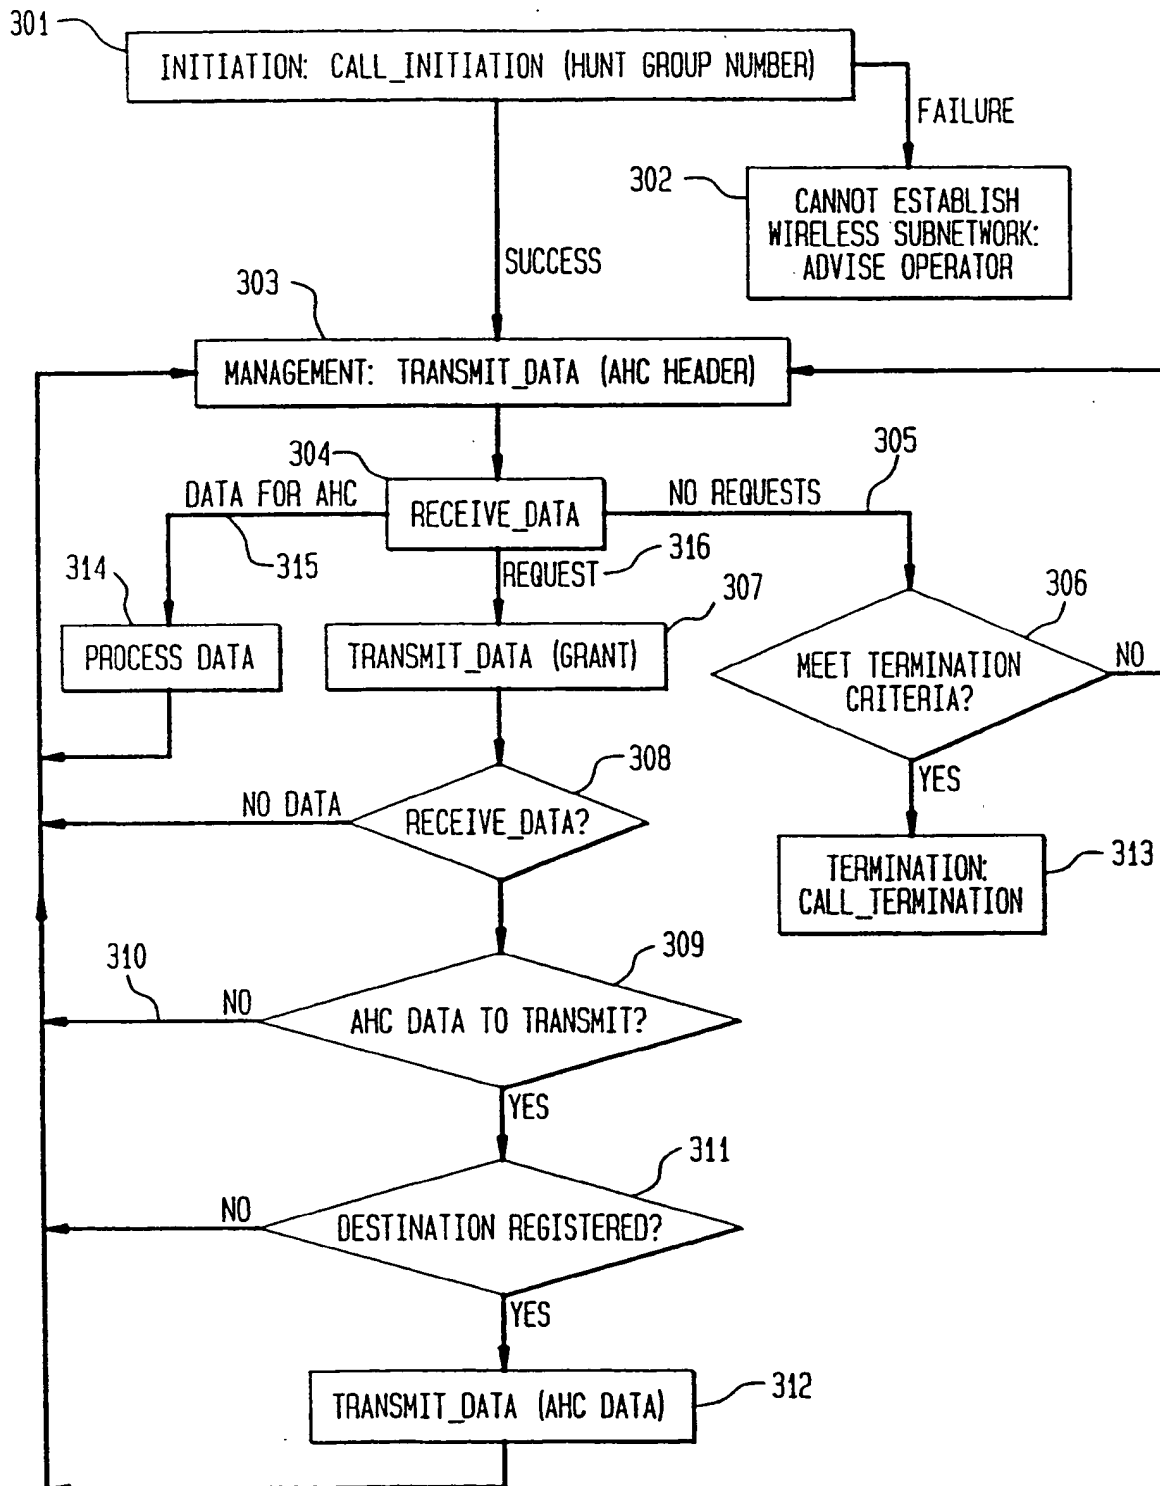 301
INITIATION: CALL_INITIATION (HUNT GROUP NUMBER)
FAILURE
302
CANNOT ESTABLISH
WIRELESS SUBNETWORK:
ADVISE OPERATOR
SUCCESS
303
MANAGEMENT: TRANSMIT_DATA (AHC HEADER)
304
305
DATA FOR AHC
RECEIVE_DATA
NO REQUESTS
315
316
REQUEST
314
307
306
PROCESS DATA
TRANSMIT_DATA (GRANT)
MEET TERMINATION
CRITERIA?
NO
308
YES
NO DATA
RECEIVE_DATA?
313
TERMINATION:
CALL_TERMINATION
309
310
NO
AHC DATA TO TRANSMIT?
YES
311
NO
DESTINATION REGISTERED?
YES
312
TRANSMIT_DATA (AHC DATA)